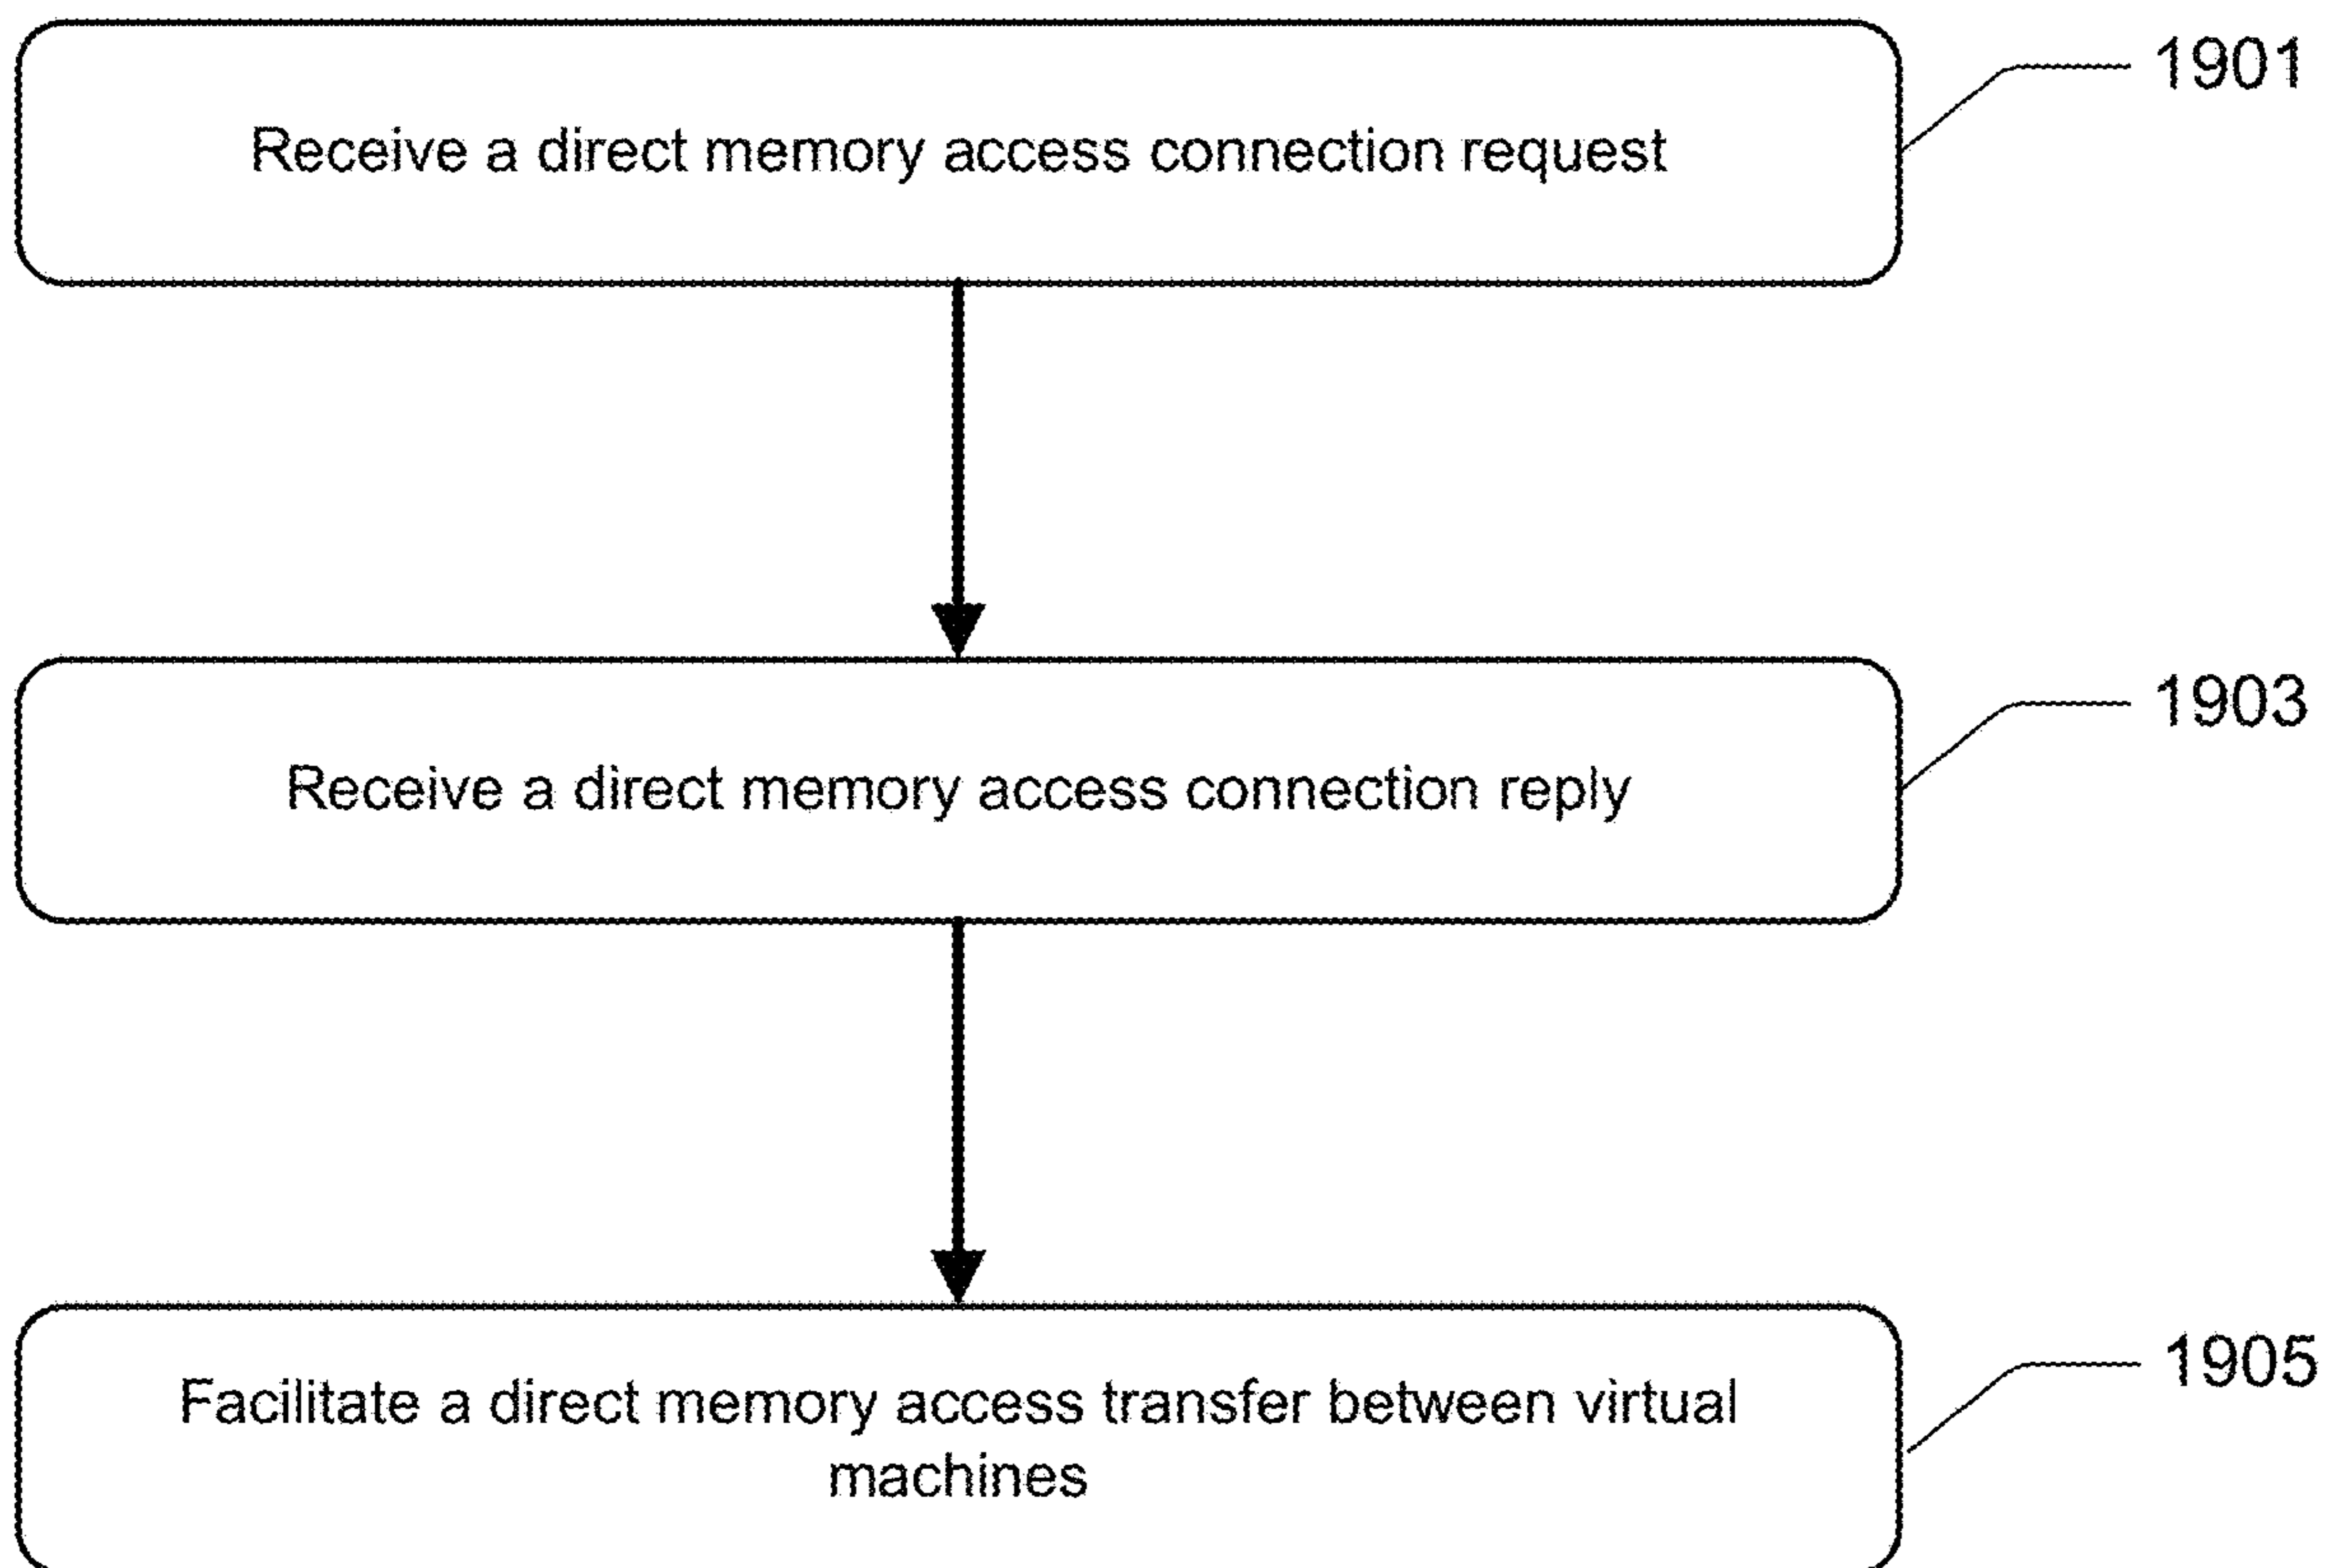 Receive a direct memory access connection request
1901
Receive a direct memory access connection reply
1903
Facilitate a direct memory access transfer between virtual
machines
1905